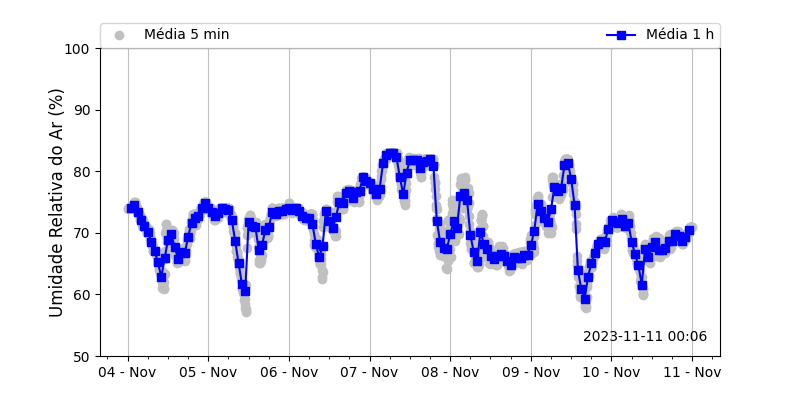 Média 5 min
Média 1 h
Umidade Relativa do Ar (%)
100
90
80
70
60
50
2023-11-11 00:06
04 - Nov
05 - Nov
06 - Nov
07 - Nov
08 - Nov
09 - Nov
10 - Nov
11 - Nov